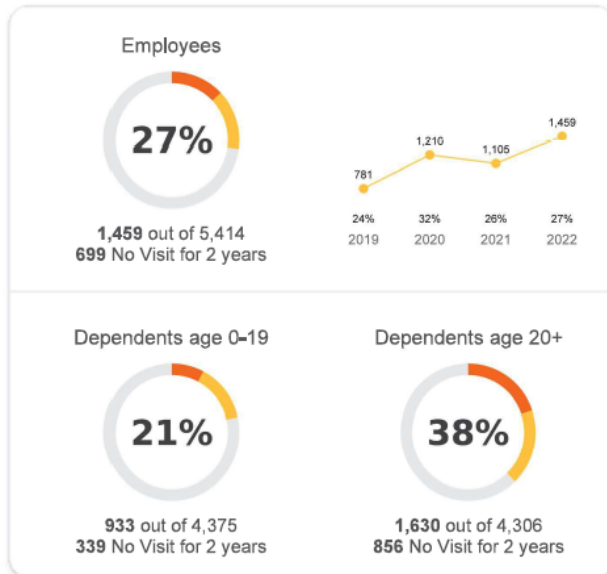 Employees
27%
1,459 out of 5,414
699 No Visit for 2 years
781
1,210
1,105
1,459
24% 32% 26% 27%
2019 2020 2021 2022
Dependents age 0-19
21%
933 out of 4,375
339 No Visit for 2 years
Dependents age 20+
38%
1,630 out of 4,306
856 No Visit for 2 years